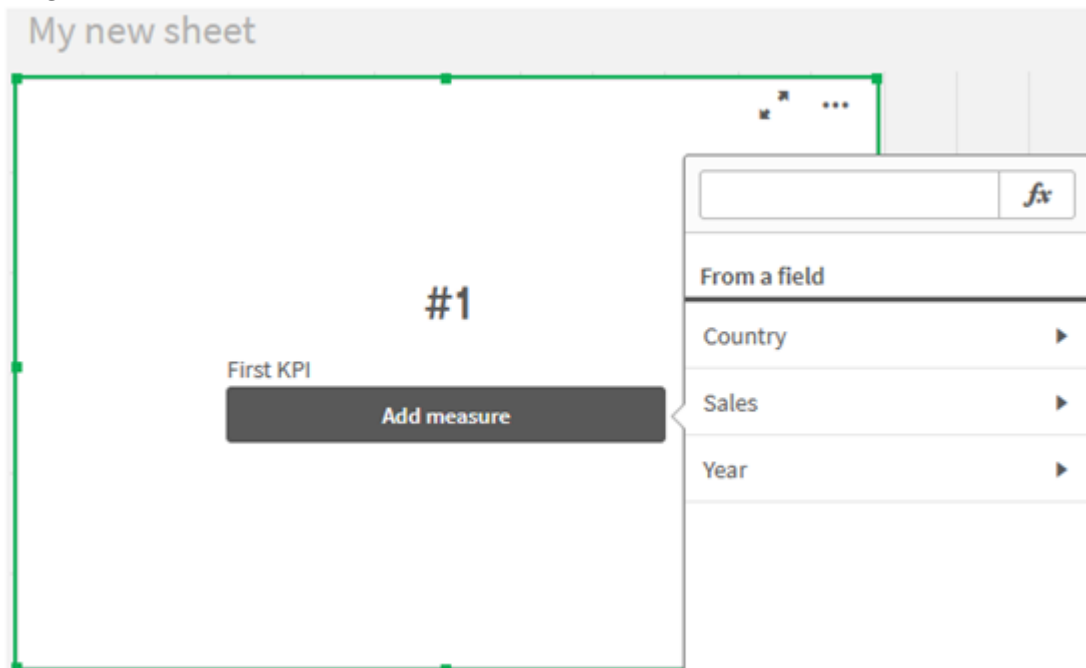 My new sheet
...
fx
From a field
#1
Country
First KPI
Add measure
Sales
Year